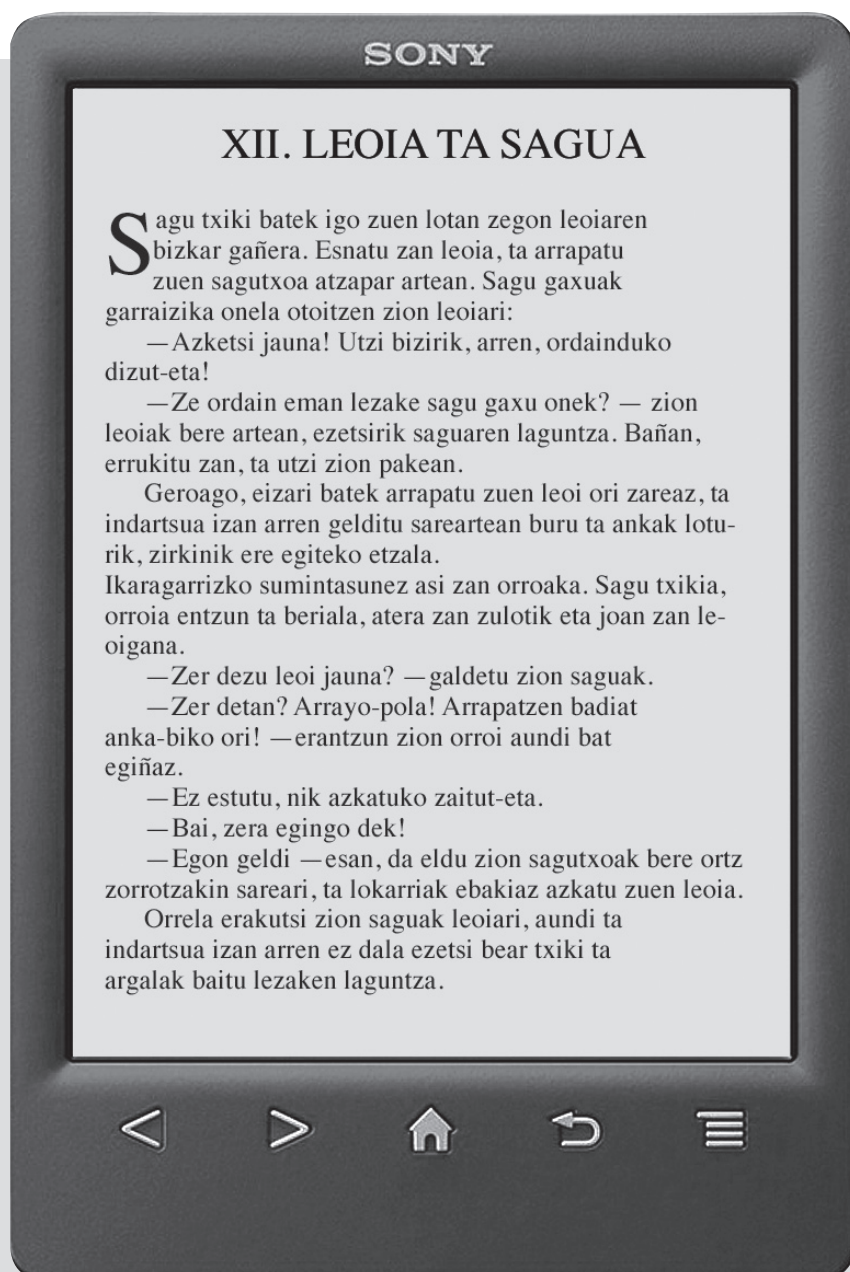 SONY
XII. LEOIA TA SAGUA
Sagu txiki batek igo zuen lotan zegon leoiaren
bizkar gañera. Esnatu zan leoia, ta arrapatu
zuen sagutxoa atzapar artean. Sagu gaxuak
garraizika onela otoitzen zion leoiari:
—Azketsi jauna! Utzi bizirik, arren, ordainduko
dizut-eta!
—Ze ordain eman lezake sagu gaxu onek? — zion
leoiak bere artean, ezetsirik saguaren laguntza. Bañan,
errukitu zan, ta utzi zion pakean.
Geroago, eizari batek arrapatu zuen leoi ori zareaz, ta
indartsua izan arren gelditu sareartean buru ta ankak lotu-
rik, zirkinik ere egiteko etzala.
Ikaragarrizko sumintasunez asi zan orroaka. Sagu txikia,
orroia entzun ta beriala, atera zan zulotik eta joan zan le-
oigana.
—Zer dezu leoi jauna? —galdetu zion saguak.
—Zer detan? Arrayo-pola! Arrapatzen badiat
anka-biko ori! —erantzun zion orroi aundi bat
egiñaz.
—Ez estutu, nik azkatuko zaitut-eta.
—Bai, zera egingo dek!
—Egon geldi —esan, da eldu zion sagutxoak bere ortz
zorrotzakin sareari, ta lokarriak ebakiaz azkatu zuen leoia.
Orrela erakutsi zion saguak leoiari, aundi ta
indartsua izan arren ez dala ezetsi bear txiki ta
argalak baitu lezaken laguntza.